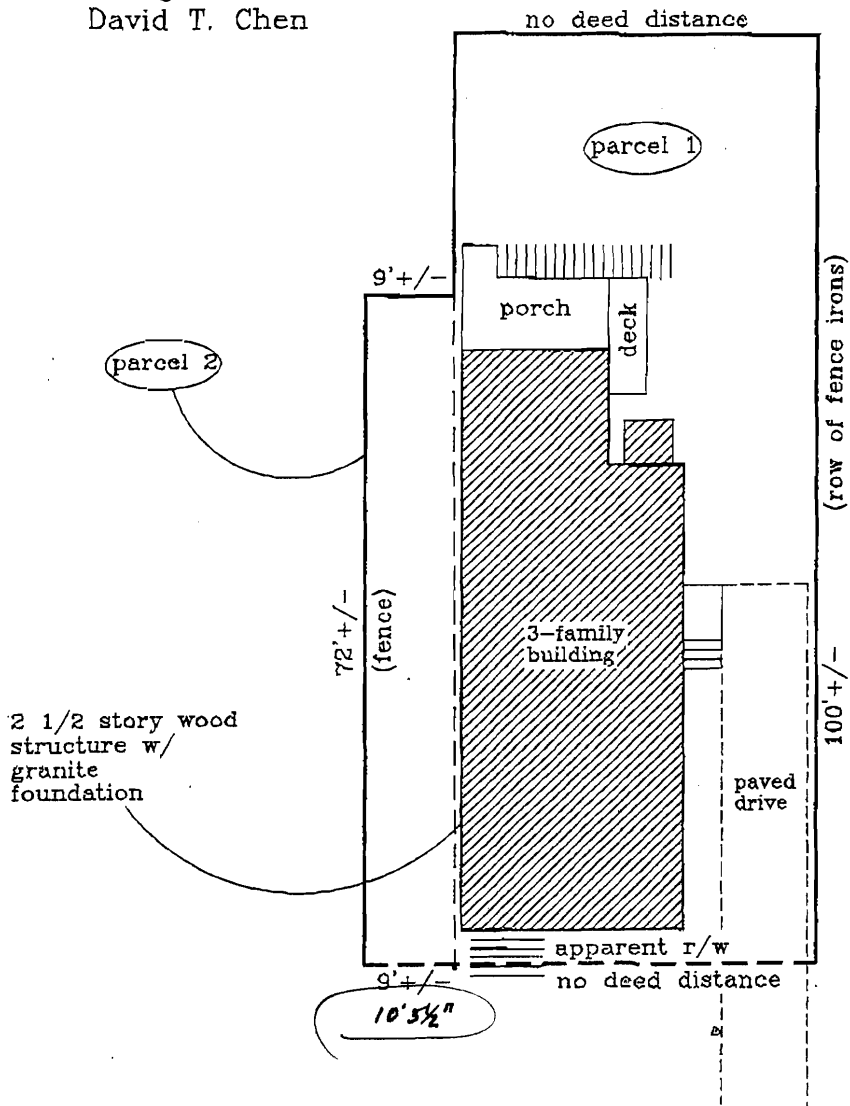 David T. Chen
no deed distance
parcel 1
9'+/-
porch
deck
(row of fence irons)
parcel 2
72'+/-
(fence)
3-family
building
100'+/-
2 1/2 story wood
structure w/
granite
foundation
paved
drive
apparent r/w
9'+/-
no deed distance
10'5½"